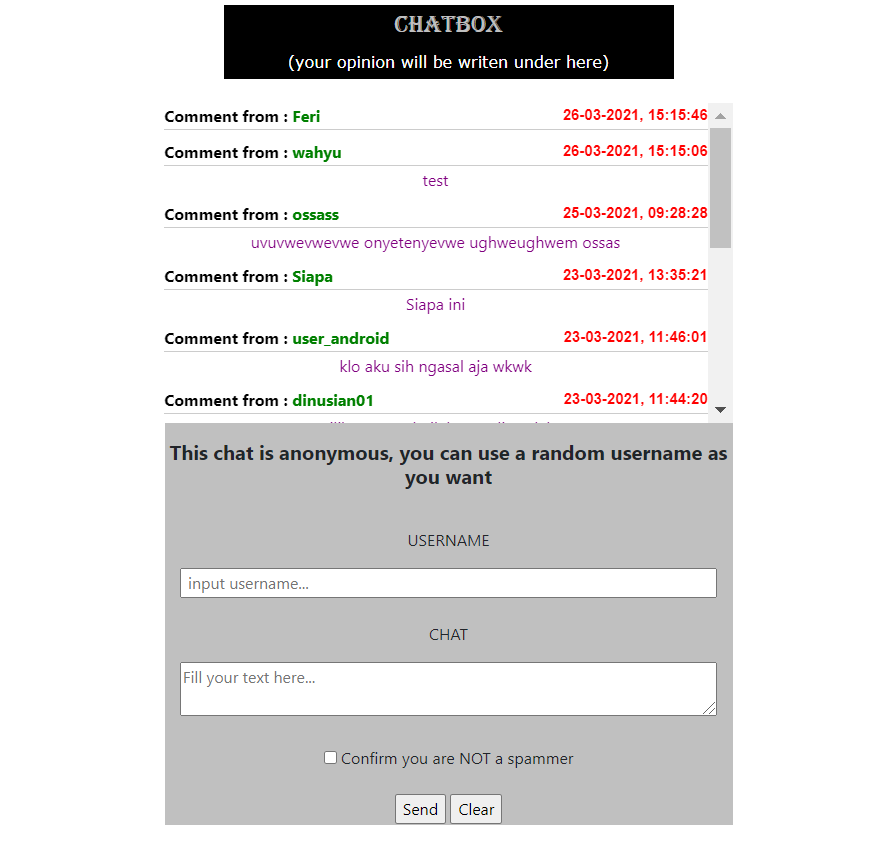 CHATBOX
(your opinion will be writen under here)
Comment from : Feri 26-03-2021, 15:15:46
Comment from : wahyu 26-03-2021, 15:15:06
test
Comment from : ossass 25-03-2021, 09:28:28
uvuvwevwevwe onyetenyevwe ughweughwem ossas
Comment from : Siapa 23-03-2021, 13:35:21
Siapa ini
Comment from : user_android 23-03-2021, 11:46:01
klo aku sih ngasal aja wkwk
Comment from : dinusian01 23-03-2021, 11:44:20
This chat is anonymous, you can use a random username as
you want
USERNAME
input username...
CHAT
Fill your text here...
Confirm you are NOT a spammer
Send Clear